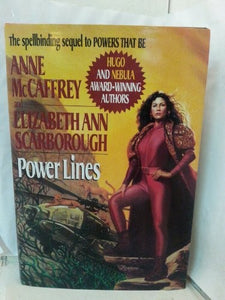 The spellbinding sequel to POWERS THAT BE
ANNE
McCAFFREY
and
ELIZABETH ANN
SCARBOROUGH
HUGO
AND NEBULA
AWARD-WINNING
AUTHORS
Power Lines